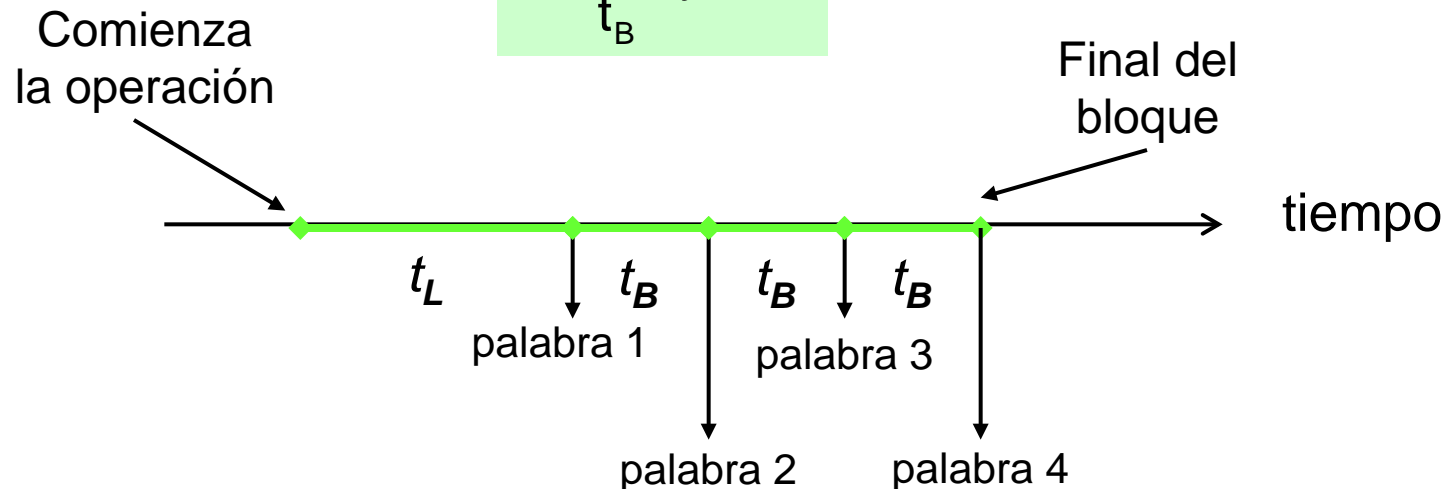 t_B
Comienza
la operación
Final del
bloque
tiempo
t_L
t_B
t_B
t_B
palabra 1
palabra 3
palabra 2
palabra 4